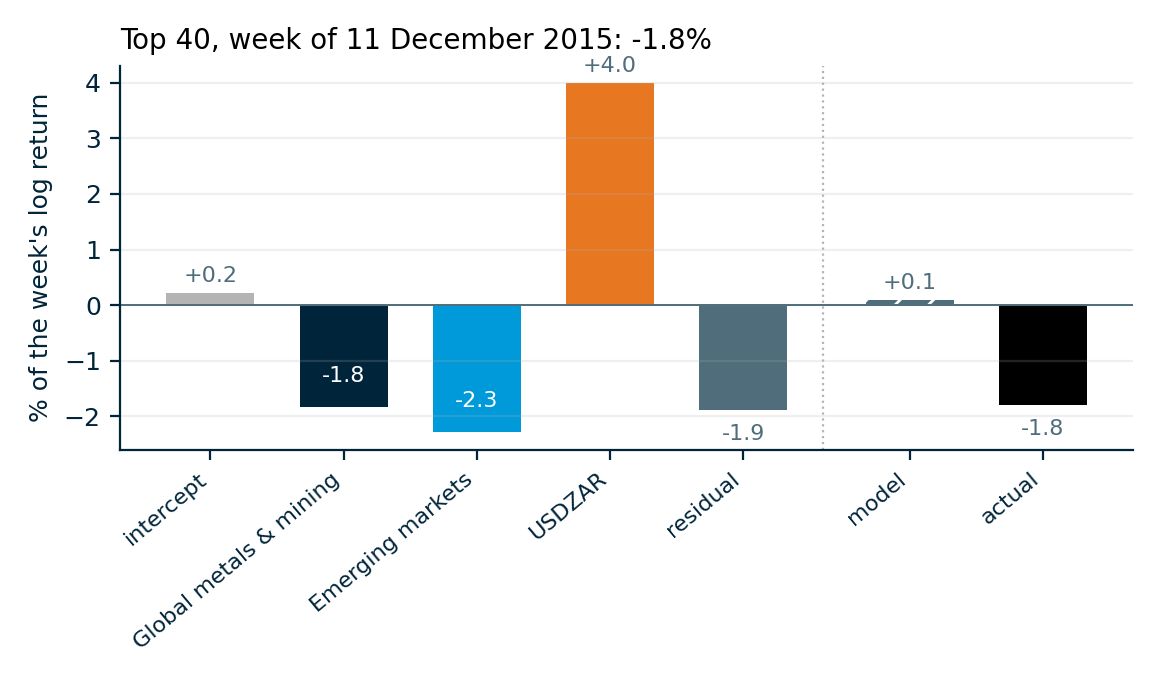 Top 40, week of 11 December 2015: -1.8%
% of the week's log return
4
3
2
1
0
−1
−2
+0.2
-1.8
-2.3
+4.0
-1.9
+0.1
-1.8
intercept
Global metals & mining
Emerging markets
USDZAR
residual
model
actual